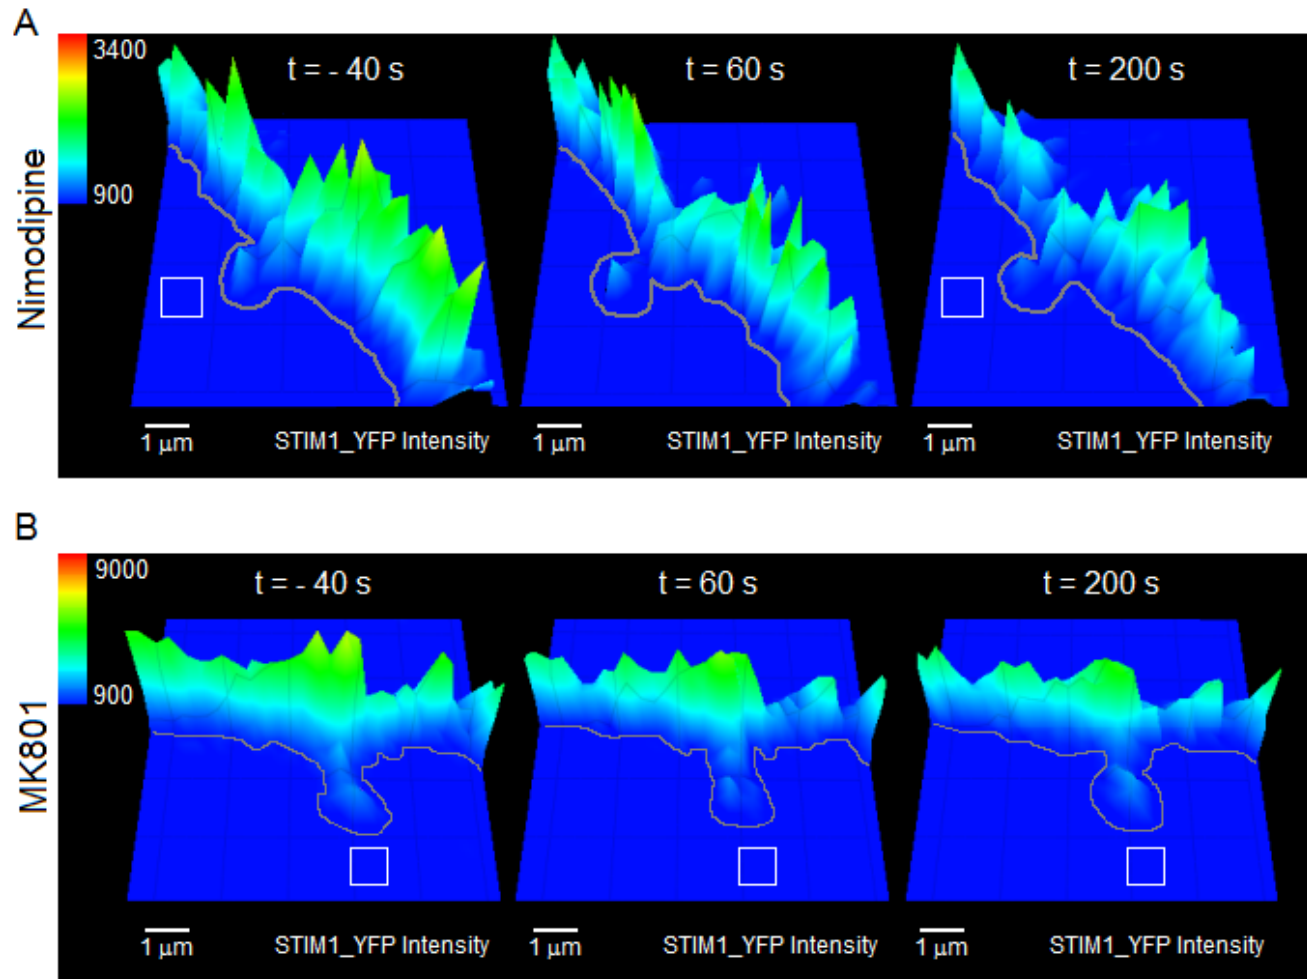 A
3400
900
Nimodipine
t = - 40 s
t = 60 s
t = 200 s
1 μm
STIM1_YFP Intensity
1 μm
STIM1_YFP Intensity
1 μm
STIM1_YFP Intensity
B
9000
900
MK801
t = - 40 s
t = 60 s
t = 200 s
1 μm
STIM1_YFP Intensity
1 μm
STIM1_YFP Intensity
1 μm
STIM1_YFP Intensity